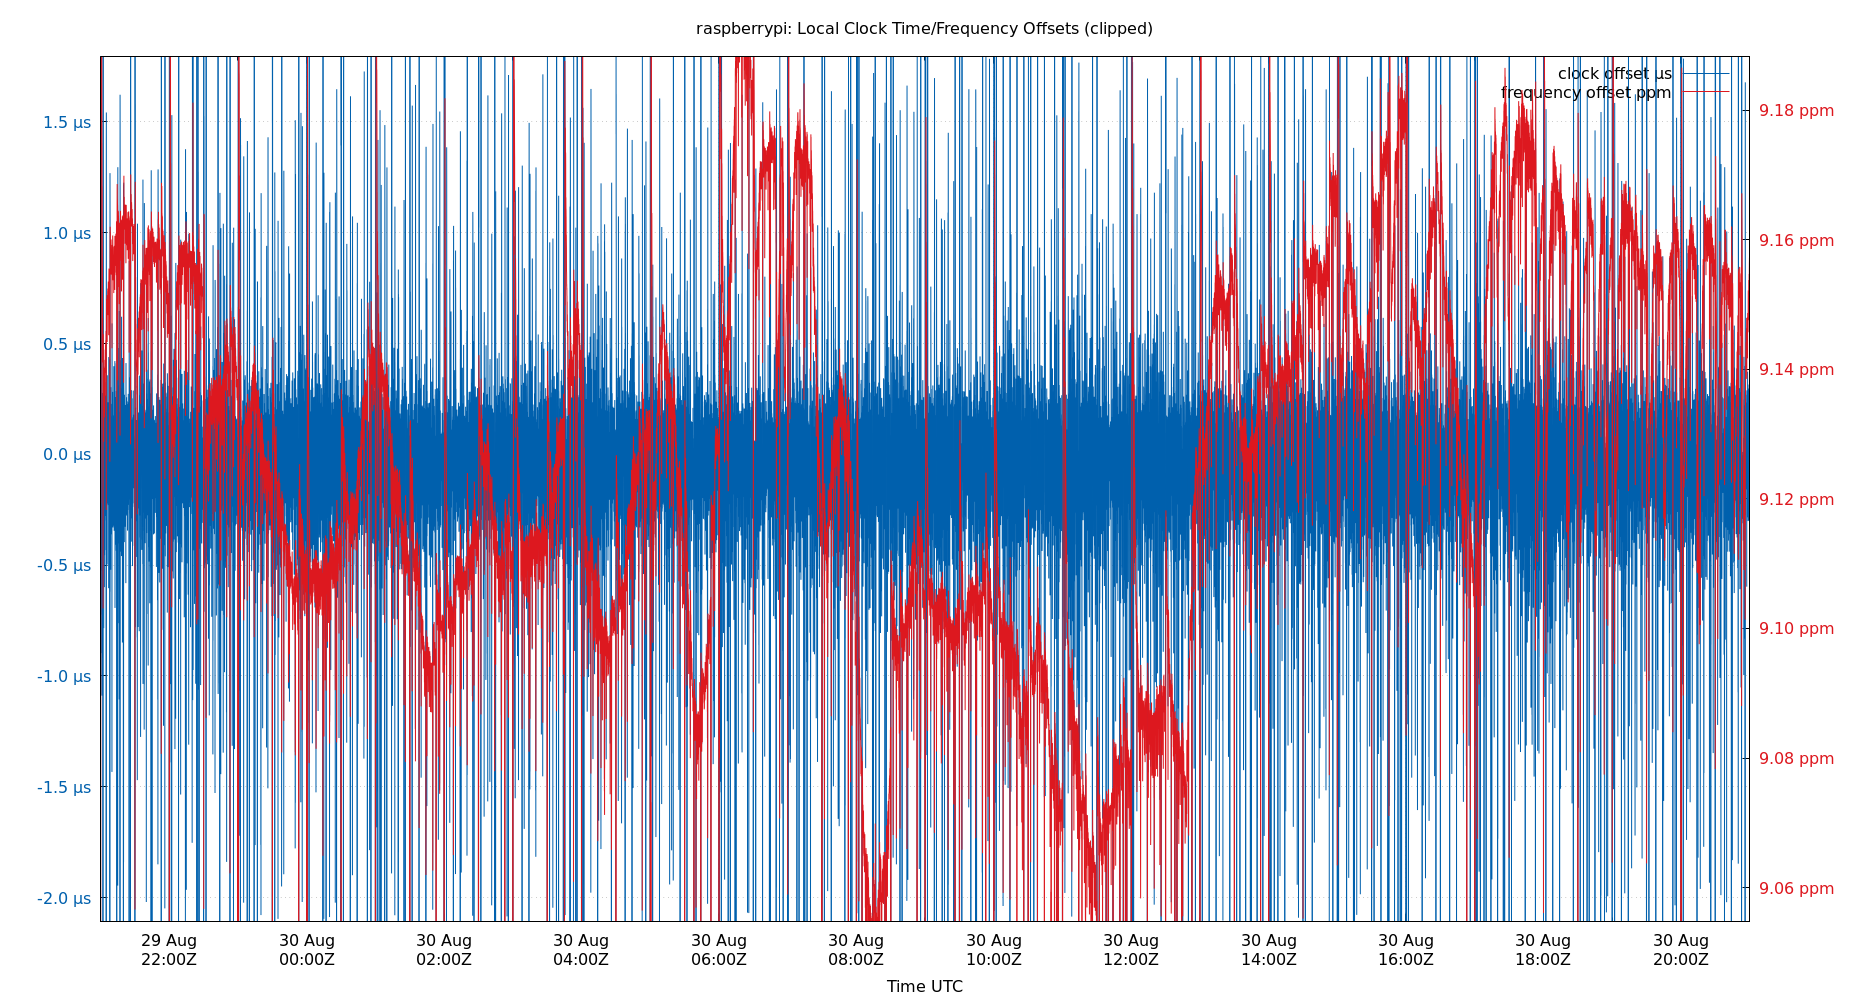 raspberrypi: Local Clock Time/Frequency Offsets (clipped)
clock offset µs
frequency offset ppm
1.5 µs
1.0 µs
0.5 µs
0.0 µs
-0.5 µs
-1.0 µs
-1.5 µs
-2.0 µs
9.18 ppm
9.16 ppm
9.14 ppm
9.12 ppm
9.10 ppm
9.08 ppm
9.06 ppm
29 Aug 30 Aug 30 Aug 30 Aug 30 Aug 30 Aug 30 Aug 30 Aug 30 Aug 30 Aug 30 Aug 30 Aug
22:00Z 00:00Z 02:00Z 04:00Z 06:00Z 08:00Z 10:00Z 12:00Z 14:00Z 16:00Z 18:00Z 20:00Z
Time UTC